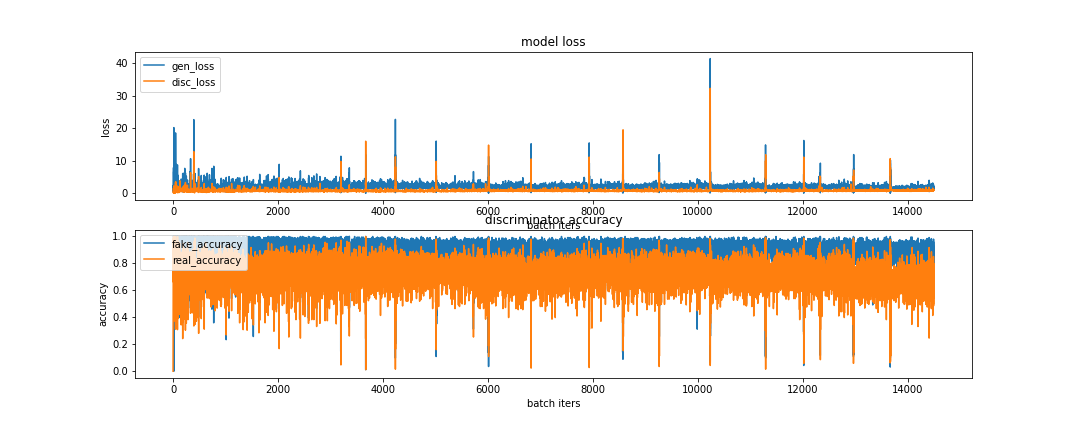 model loss
gen_loss
disc_loss
loss
40
30
20
10
0
0 2000 4000 6000 8000 10000 12000 14000
batch iters
discriminator accuracy
fake_accuracy
real_accuracy
accuracy
1.0
0.8
0.6
0.4
0.2
0.0
0 2000 4000 6000 8000 10000 12000 14000
batch iters